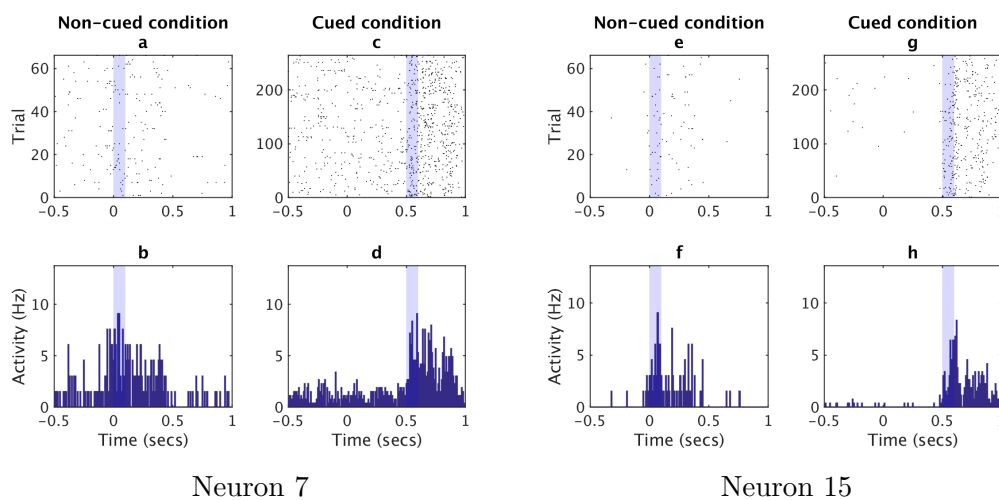 Non-cued condition
Cued condition
Non-cued condition
Cued condition
a
c
e
g
Trial
60
40
20
0
−0.5 0 0.5 1
200
100
0
−0.5 0 0.5 1
Trial
60
40
20
0
−0.5 0 0.5 1
200
100
0
−0.5 0 0.5
b
d
f
h
Activity (Hz)
10
5
0
−0.5 0 0.5 1
Time (secs)
10
5
0
−0.5 0 0.5 1
Time (secs)
Activity (Hz)
10
5
0
−0.5 0 0.5 1
Time (secs)
10
5
0
−0.5 0 0.5
Time (secs)
Neuron 7
Neuron 15